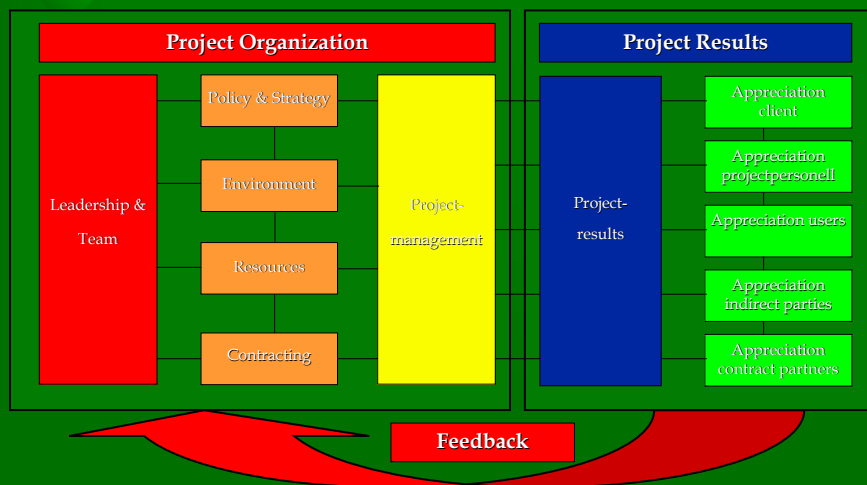 Project Organization
Project Results
Leadership &
Team
Policy & Strategy
Environment
Resources
Contracting
Project-
management
Project-
results
Appreciation
client
Appreciation
projectpersonell
Appreciation users
Appreciation
indirect parties
Appreciation
contract partners
Feedback